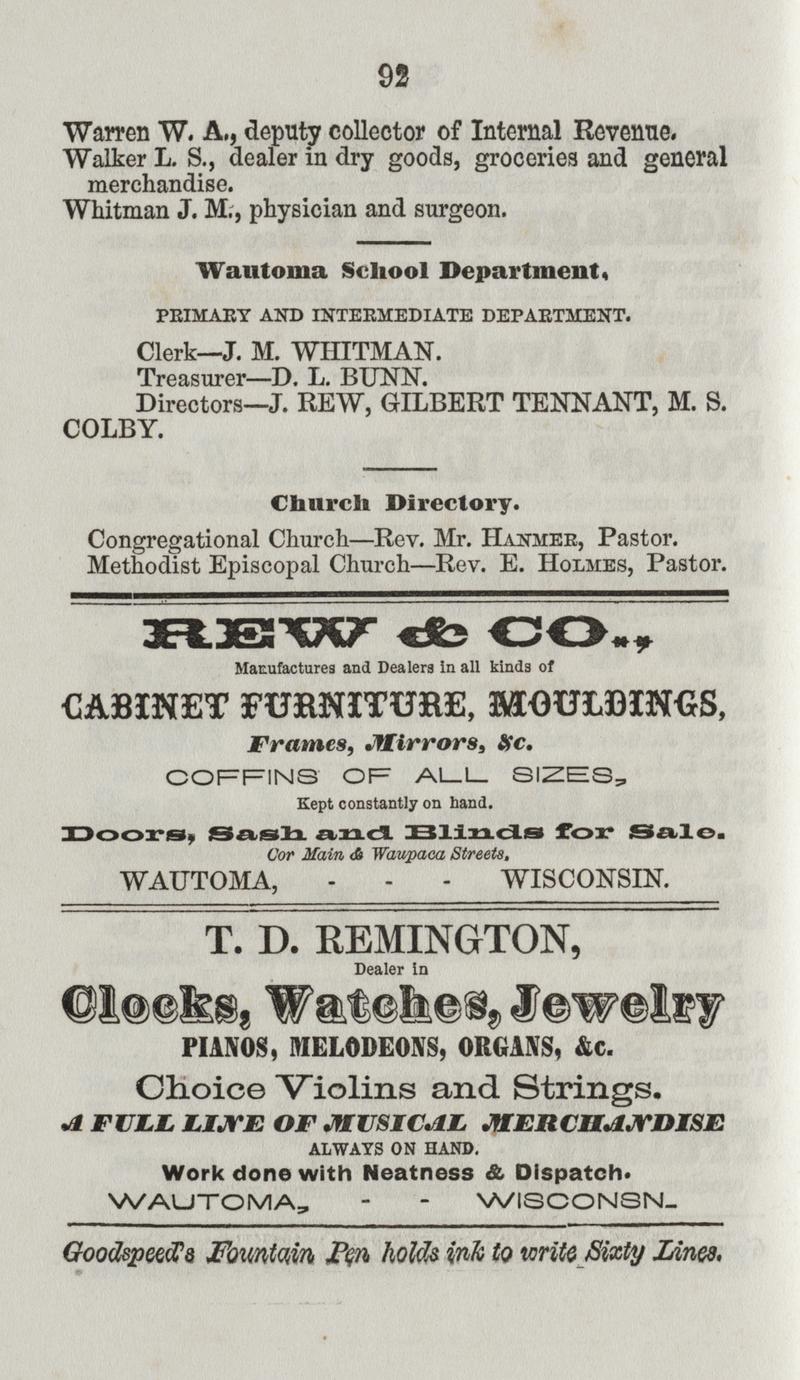 92
Warren W. A., deputy collector of Internal Revenue.
Walker L. S., dealer in dry goods, groceries and general
merchandise.
Whitman J. M., physician and surgeon.
Wautoma School Department,
PRIMARY AND INTERMEDIATE DEPARTMENT.
Clerk—J. M. WHITMAN.
Treasurer—D. L. BUNN.
Directors—J. REW, GILBERT TENNANT, M. S.
COLBY.
Church Directory.
Congregational Church—Rev. Mr. HANMER, Pastor.
Methodist Episcopal Church—Rev. E. HOLMES, Pastor.
REW & CO.,
Manufactures and Dealers in all kinds of
CABINET FURNITURE, MOULDINGS,
Frames, Mirrors, &c.
COFFINS OF ALL SIZES,
Kept constantly on hand.
Doors, Sash and Blinds for Sale.
Cor Main & Waupaca Streets,
WAUTOMA, - - - WISCONSIN.
T. D. REMINGTON,
Dealer in
Clocks, Watches, Jewelry
PIANOS, MELODEONS, ORGANS, &c.
Choice Violins and Strings.
A FULL LINE OF MUSICAL MERCHANDISE
ALWAYS ON HAND.
Work done with Neatness & Dispatch.
WAUTOMA, - - WISCONSN.
Goodspeed's Fountain Pen holds ink to write Sixty Lines.